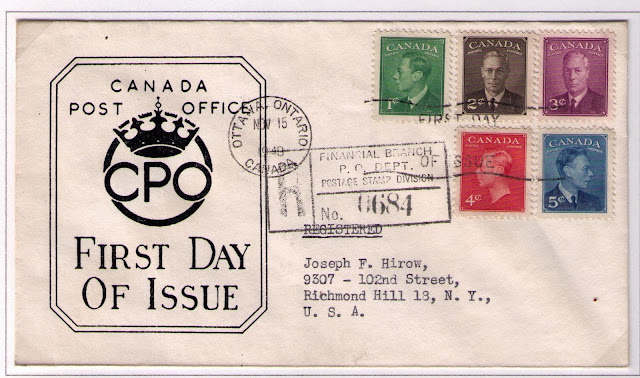 CANADA
POST OFFICE
CPO
FIRST DAY
OF ISSUE
OTTAWA, ONTARIO
NOV 15
CANADA
CANADA
1¢
CANADA
2¢
CANADA
3¢
FIRST DAY
OF ISSUE
4¢
CANADA
5¢
R
FINANCIAL BRANCH
P. O. DEPT.
POSTAGE STAMP DIVISION
No. 0684
REGISTERED
Joseph F. Hirow,
9307 - 102nd Street,
Richmond Hill 18, N. Y.,
U. S. A.